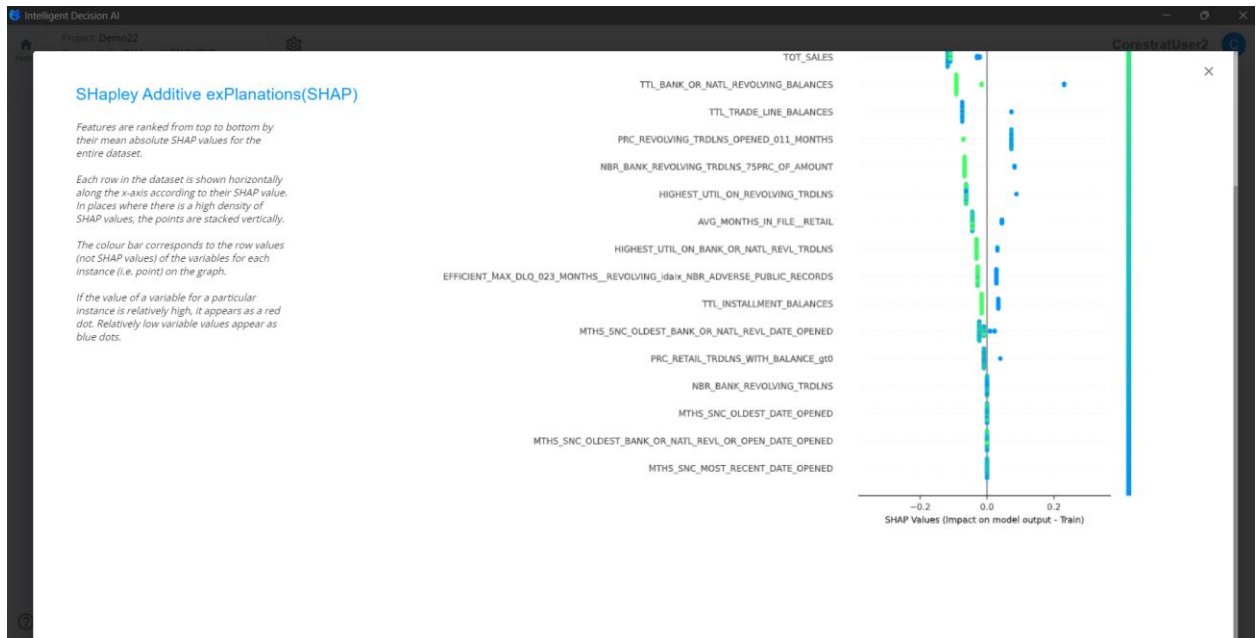 Intelligent Decision AI
Project: Demo22
CorestratUser2
C
SHapley Additive exPlanations(SHAP)
Features are ranked from top to bottom by
their mean absolute SHAP values for the
entire dataset.
Each row in the dataset is shown horizontally
along the x-axis according to their SHAP value.
In places where there is a high density of
SHAP values, the points are stacked vertically.
The colour bar corresponds to the row values
(not SHAP values) of the variables for each
instance (i.e. point) on the graph.
If the value of a variable for a particular
instance is relatively high, it appears as a red
dot. Relatively low variable values appear as
blue dots.
TOT_SALES
TTL_BANK_OR_NATL_REVOLVING_BALANCES
TTL_TRADE_LINE_BALANCES
PRC_REVOLVING_TRDLNS_OPENED_011_MONTHS
NBR_BANK_REVOLVING_TRDLNS_75PRC_OF_AMOUNT
HIGHEST_UTIL_ON_REVOLVING_TRDLNS
AVG_MONTHS_IN_FILE__RETAIL
HIGHEST_UTIL_ON_BANK_OR_NATL_REVL_TRDLNS
EFFICIENT_MAX_DLQ_023_MONTHS__REVOLVING_idaix_NBR_ADVERSE_PUBLIC_RECORDS
TTL_INSTALLMENT_BALANCES
MTHS_SNC_OLDEST_BANK_OR_NATL_REVL_DATE_OPENED
PRC_RETAIL_TRDLNS_WITH_BALANCE_gt0
NBR_BANK_REVOLVING_TRDLNS
MTHS_SNC_OLDEST_DATE_OPENED
MTHS_SNC_OLDEST_BANK_OR_NATL_REVL_OR_OPEN_DATE_OPENED
MTHS_SNC_MOST_RECENT_DATE_OPENED
−0.2 0.0 0.2
SHAP Values (Impact on model output - Train)